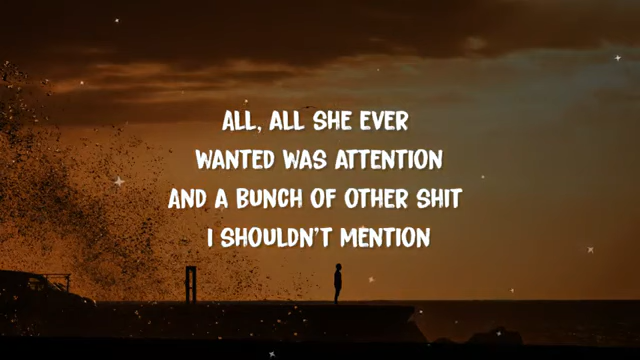 ALL, ALL SHE EVER
WANTED WAS ATTENTION
AND A BUNCH OF OTHER SHIT
I SHOULDN'T MENTION